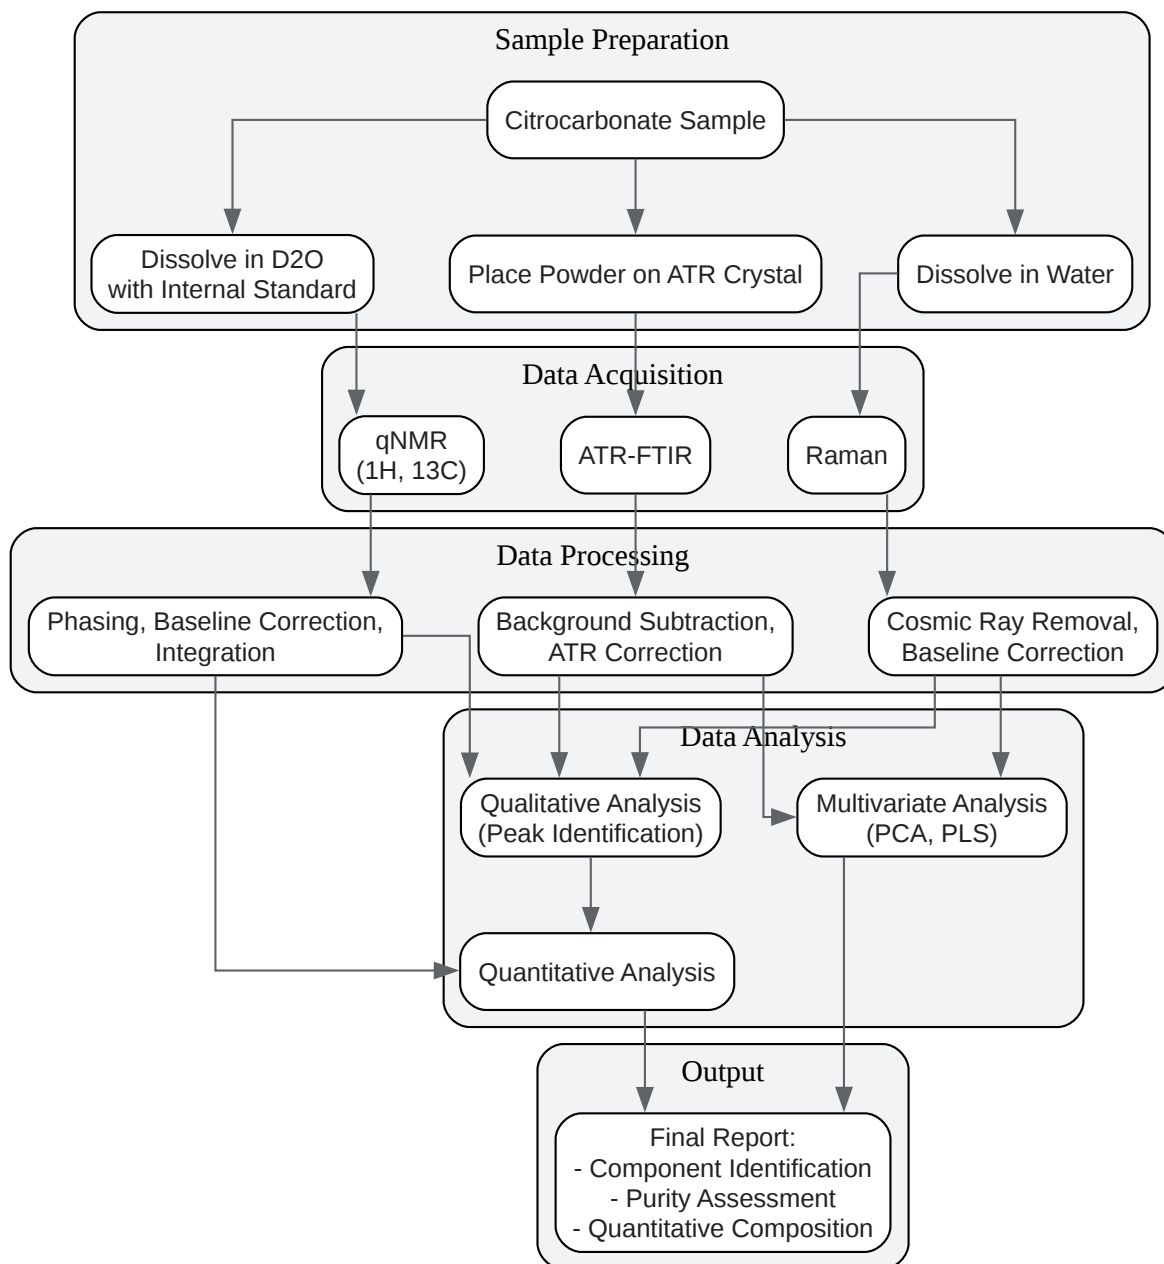 Sample Preparation
Citrocarbonate Sample
Dissolve in D2O
with Internal Standard
Place Powder on ATR Crystal
Dissolve in Water
Data Acquisition
qNMR
(1H, 13C)
ATR-FTIR
Raman
Data Processing
Phasing, Baseline Correction,
Integration
Background Subtraction,
ATR Correction
Cosmic Ray Removal,
Baseline Correction
Data Analysis
Qualitative Analysis
(Peak Identification)
Multivariate Analysis
(PCA, PLS)
Quantitative Analysis
Output
Final Report:
- Component Identification
- Purity Assessment
- Quantitative Composition